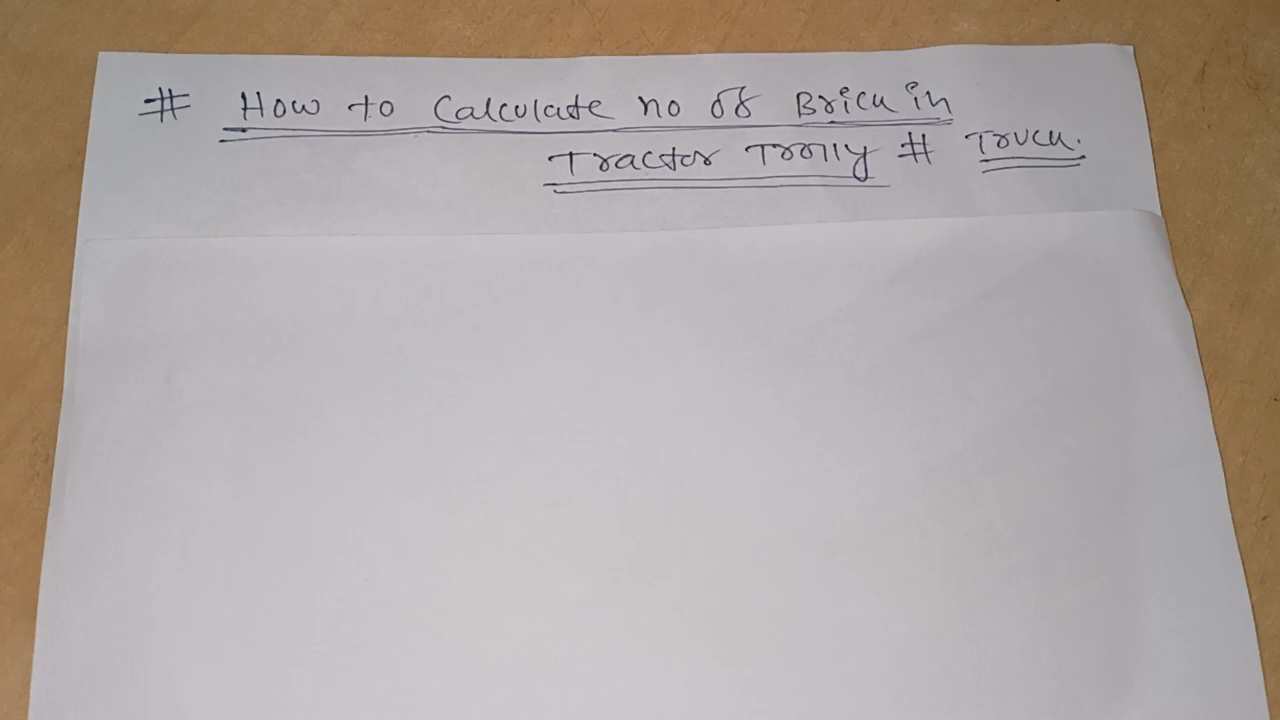 # How to Calculate no of Brick in
Tractor Trolly # Truck.